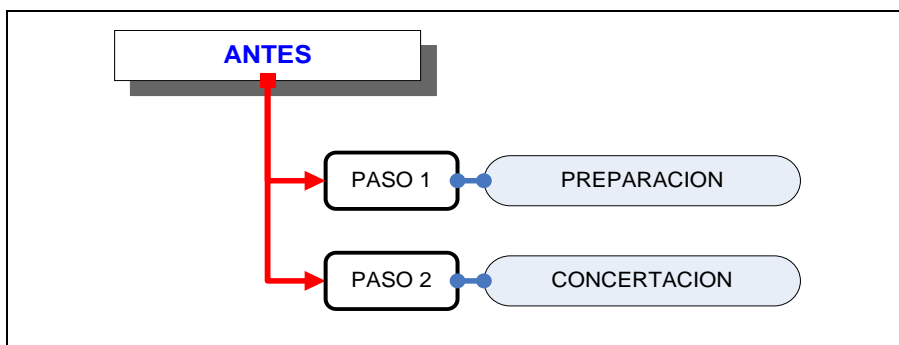 ANTES
PASO 1 PREPARACION
PASO 2 CONCERTACION